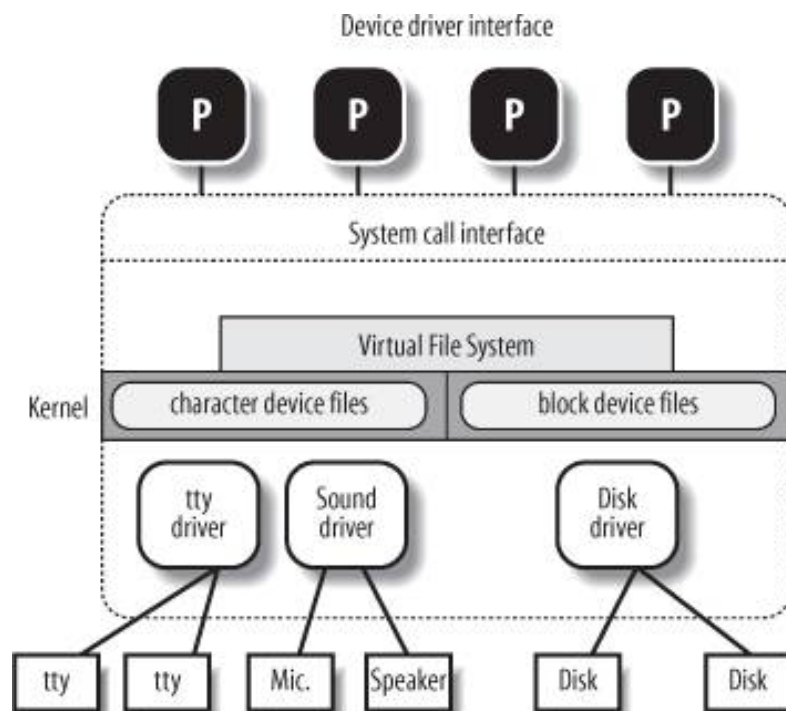 Device driver interface
P P P P
System call interface
Virtual File System
Kernel
character device files
block device files
tty
driver
Sound
driver
Disk
driver
tty
tty
Mic.
Speaker
Disk
Disk